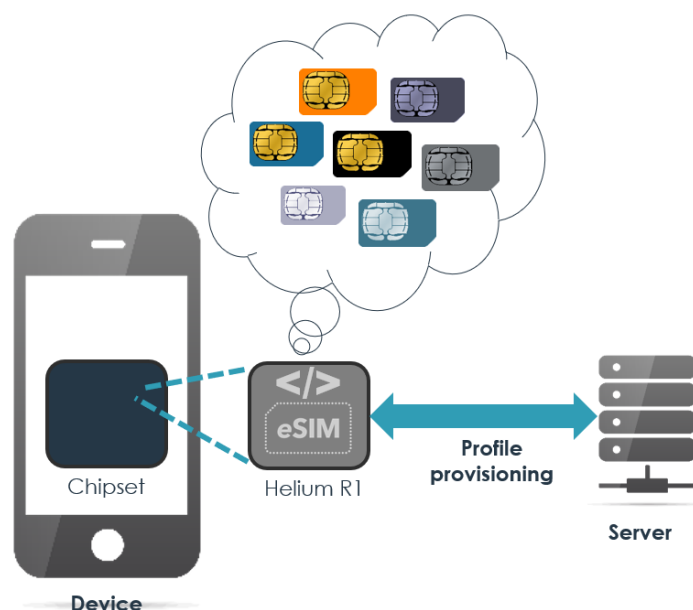 </>
eSIM
Chipset
Helium R1
Profile
provisioning
Server
Device